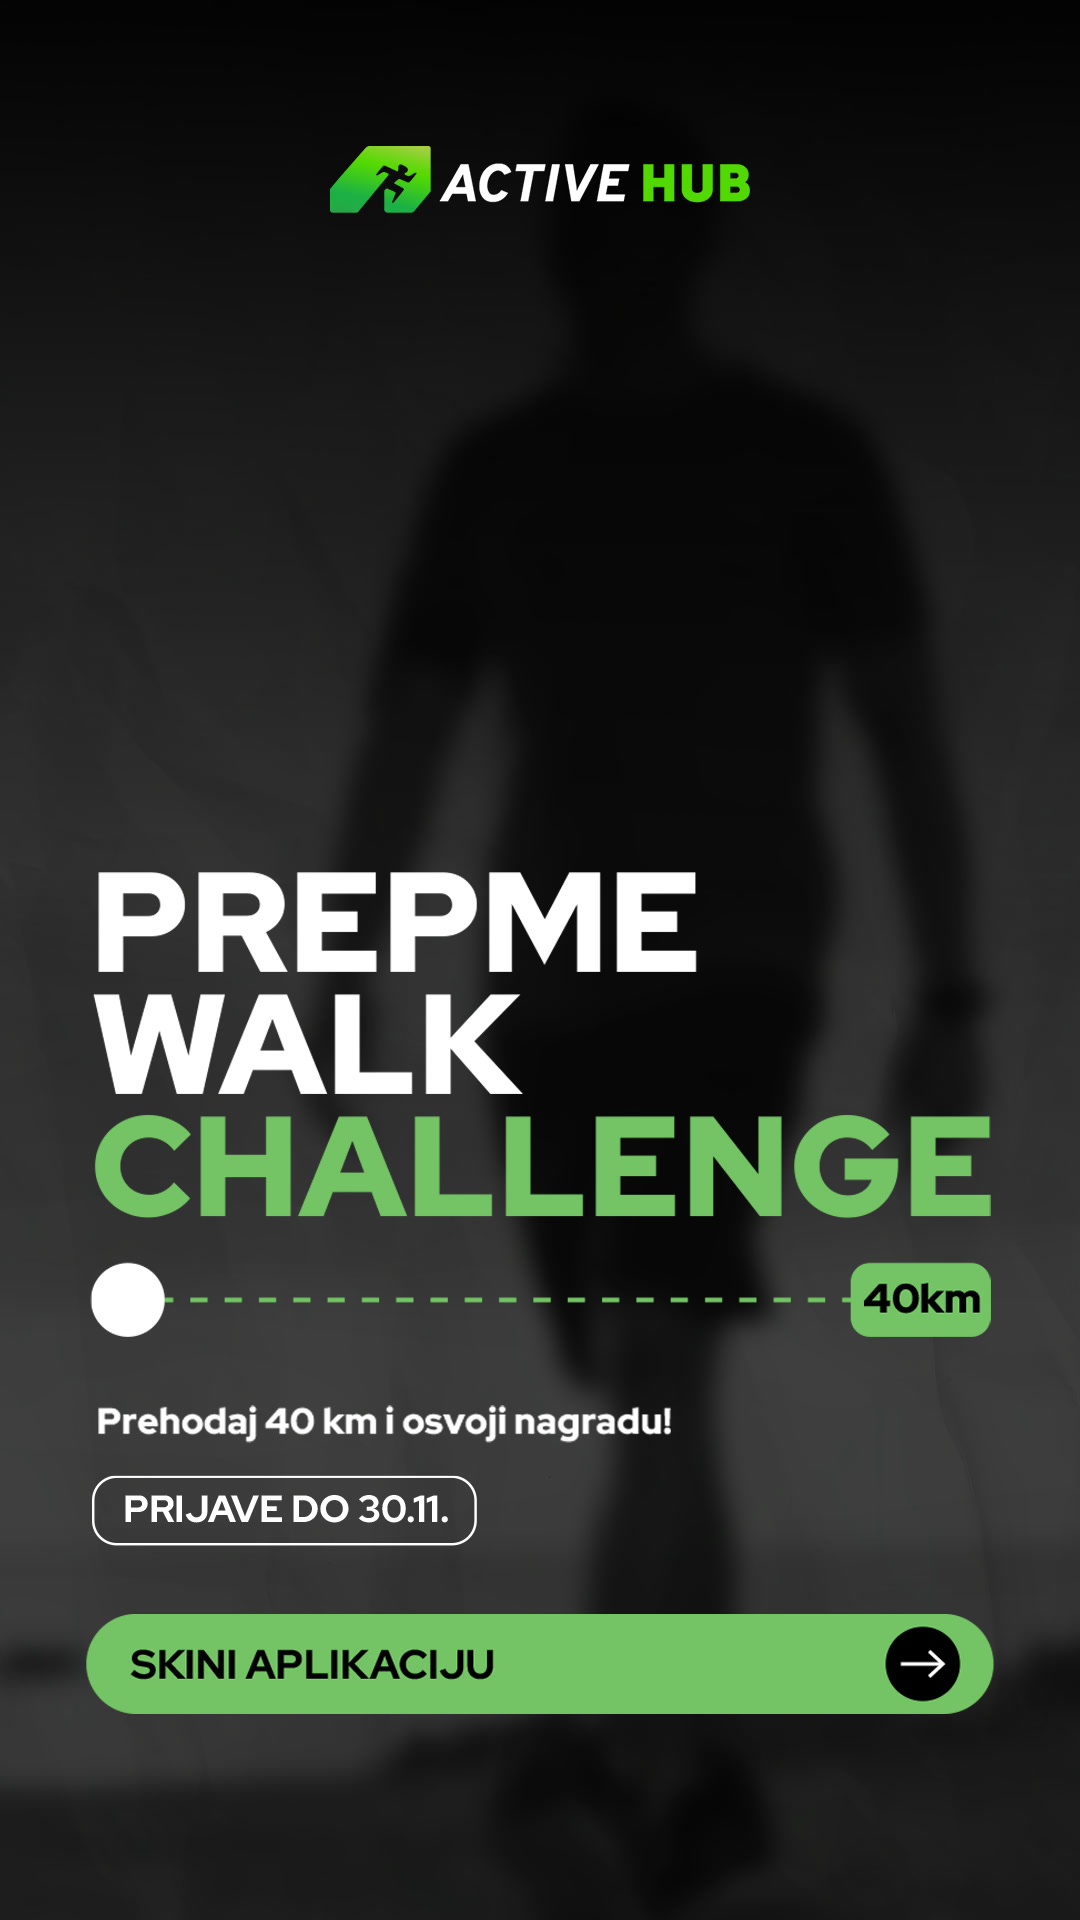 ACTIVE HUB
PREPME
WALK
CHALLENGE
40km
Prehodaj 40 km i osvoji nagradu!
PRIJAVE DO 30.11.
SKINI APLIKACIJU